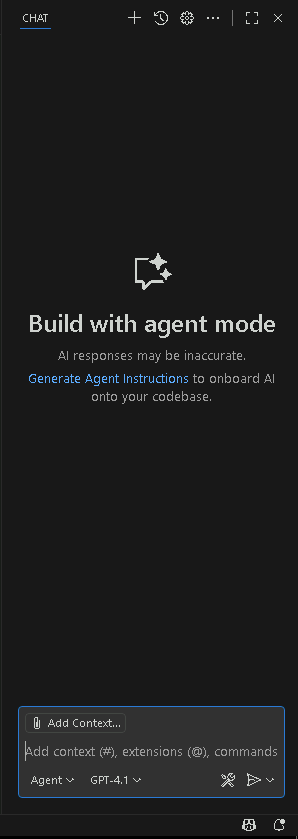 CHAT
Build with agent mode
AI responses may be inaccurate.
Generate Agent Instructions to onboard AI
onto your codebase.
Add Context...
Add context (#), extensions (@), commands
Agent
GPT-4.1